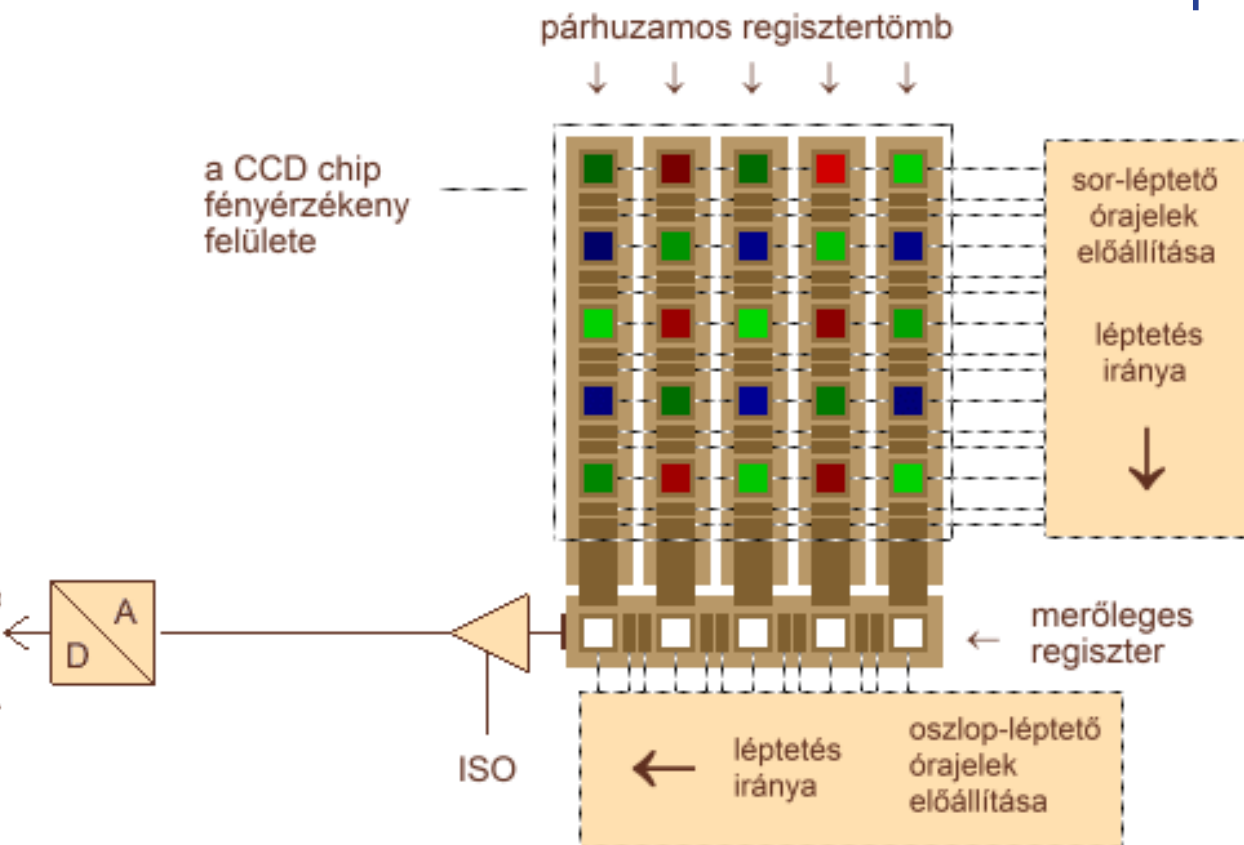 párhuzamos regisztertömb
a CCD chip
fényérzékeny
felülete
sor-léptető
órajelek
előállítása
léptetés
iránya
A
D
ISO
merőleges
regiszter
léptetés
iránya
oszlop-léptető
órajelek
előállítása